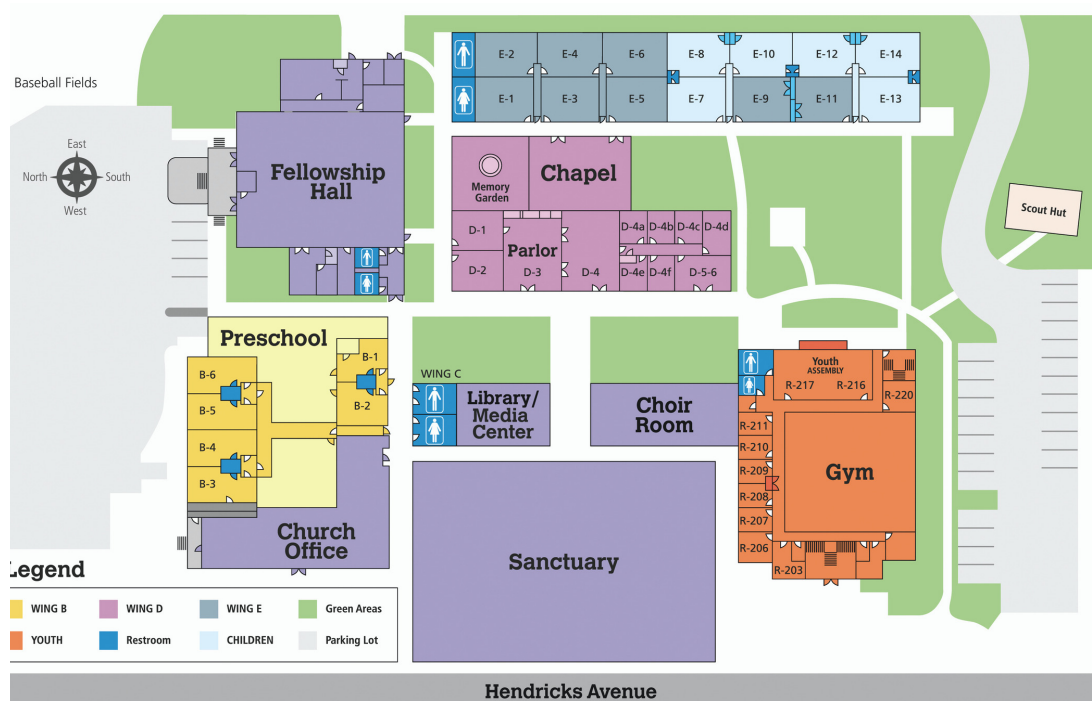 Baseball Fields
East
North
South
West
Fellowship
Hall
E-2
E-4
E-6
E-8
E-10
E-12
E-14
E-1
E-3
E-5
E-7
E-9
E-11
E-13
Memory
Garden
Chapel
D-1
D-2
Parlor
D-3
D-4
D-4a
D-4b
D-4c
D-4d
D-4e
D-4f
D-5-6
Scout Hut
Preschool
B-1
B-2
B-6
B-5
B-4
B-3
Church
Office
WING C
Library/
Media
Center
Choir
Room
Sanctuary
Youth
ASSEMBLY
R-217
R-216
R-220
R-211
R-210
R-209
R-208
R-207
R-206
R-203
Gym
Legend
WING B
WING D
WING E
Green Areas
YOUTH
Restroom
CHILDREN
Parking Lot
Hendricks Avenue